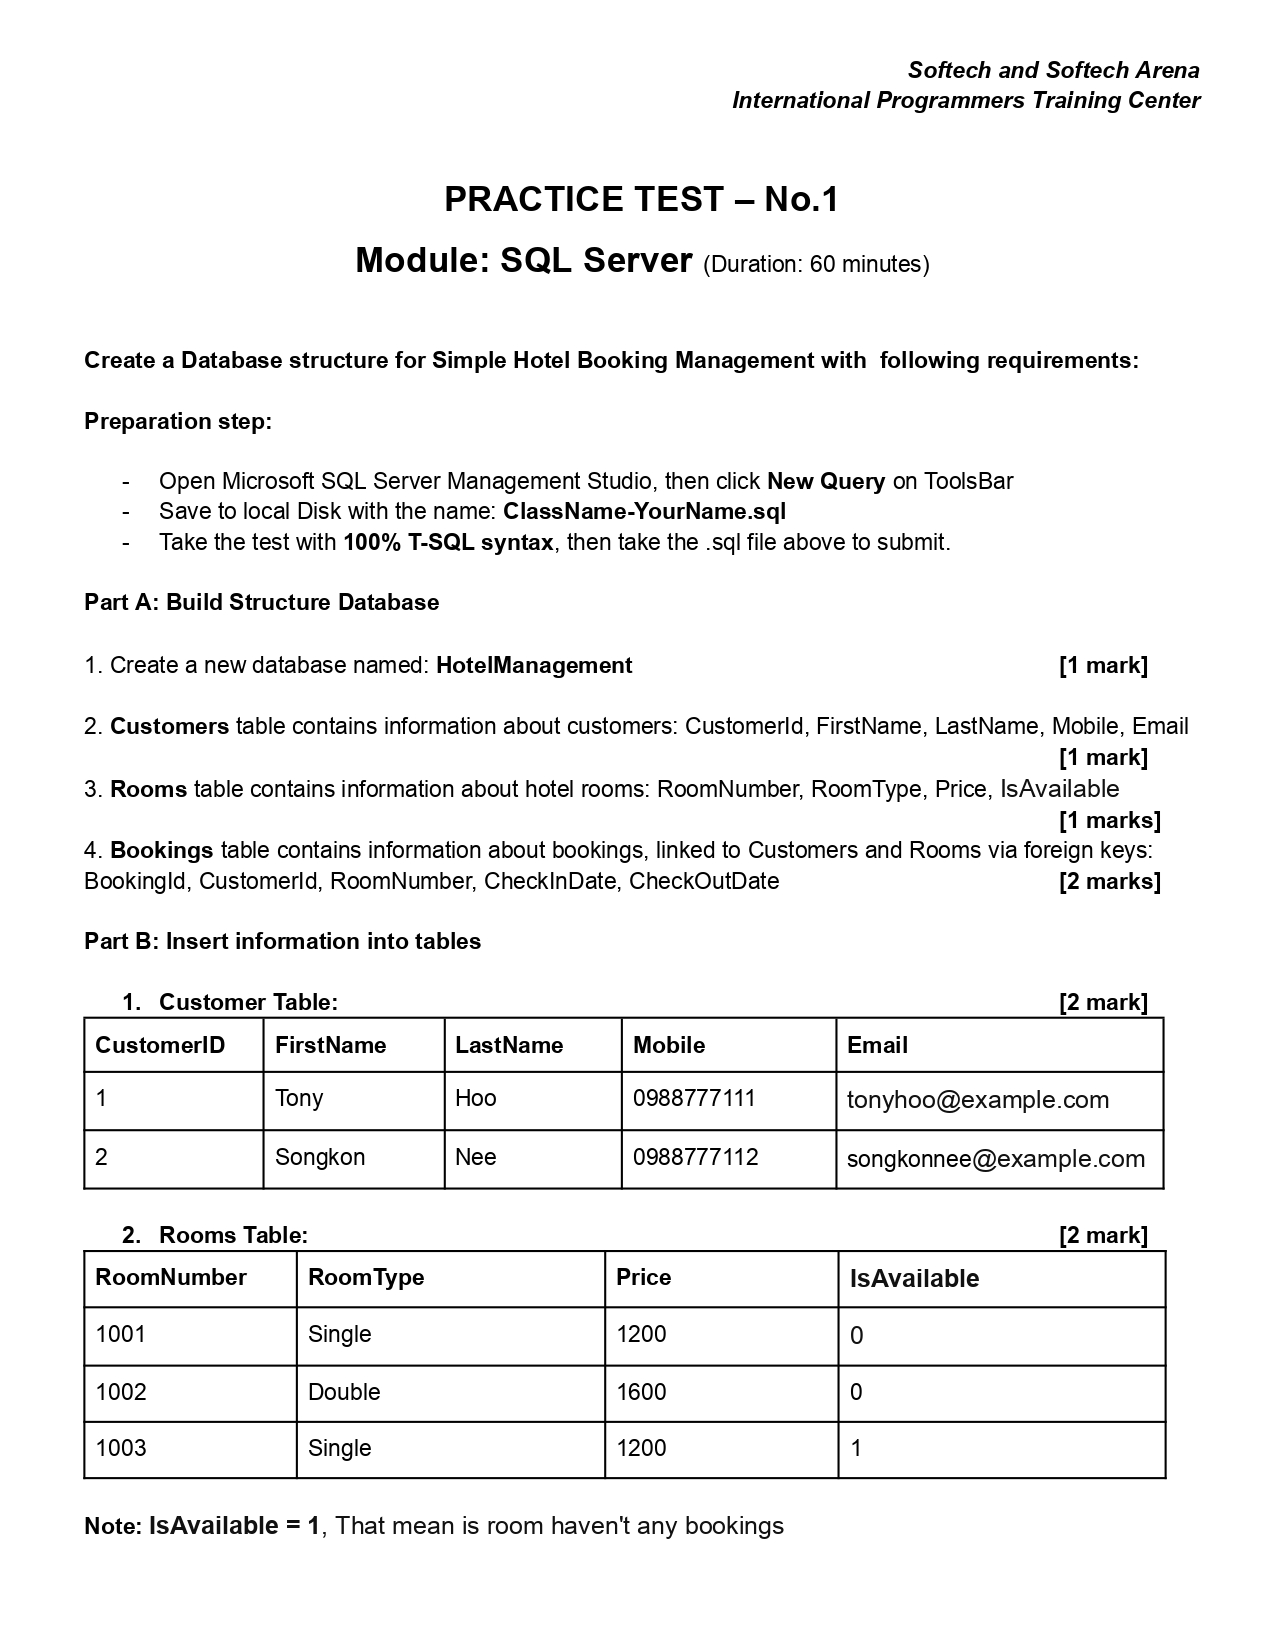 Softech and Softech Arena
International Programmers Training Center
PRACTICE TEST – No.1
Module: SQL Server (Duration: 60 minutes)
Create a Database structure for Simple Hotel Booking Management with  following requirements:
Preparation step:
- Open Microsoft SQL Server Management Studio, then click New Query on ToolsBar
- Save to local Disk with the name: ClassName-YourName.sql
- Take the test with 100% T-SQL syntax, then take the .sql file above to submit.
Part A: Build Structure Database
1. Create a new database named: HotelManagement [1 mark]
2. Customers table contains information about customers: CustomerId, FirstName, LastName, Mobile, Email
[1 mark]
3. Rooms table contains information about hotel rooms: RoomNumber, RoomType, Price, IsAvailable
[1 marks]
4. Bookings table contains information about bookings, linked to Customers and Rooms via foreign keys:
BookingId, CustomerId, RoomNumber, CheckInDate, CheckOutDate [2 marks]
Part B: Insert information into tables
1. Customer Table: [2 mark]
CustomerID FirstName LastName Mobile Email
1 Tony Hoo 0988777111 tonyhoo@example.com
2 Songkon Nee 0988777112 songkonnee@example.com
2. Rooms Table: [2 mark]
RoomNumber RoomType Price IsAvailable
1001 Single 1200 0
1002 Double 1600 0
1003 Single 1200 1
Note: IsAvailable = 1, That mean is room haven't any bookings